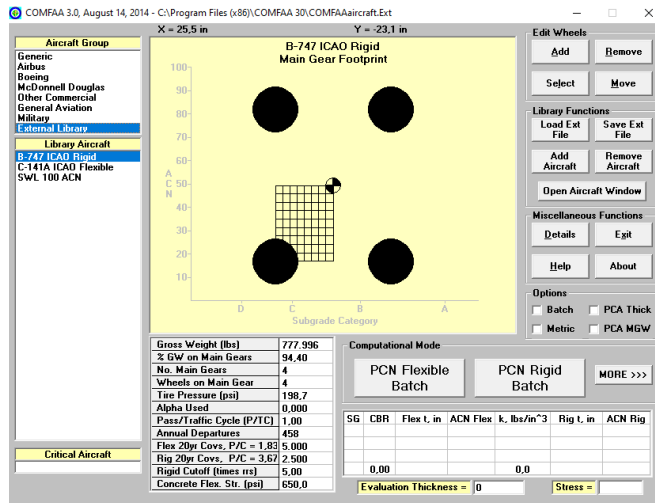 COMFAA 3.0, August 14, 2014 - C:\Program Files (x86)\COMFAA 30\COMFAAaircraft.Ext
X = 25,5 in Y = -23,1 in
Aircraft Group
Generic
Airbus
Boeing
McDonnell Douglas
Other Commercial
General Aviation
Military
External Library
Library Aircraft
B-747 ICAO Rigid
C-141A ICAO Flexible
SWL 100 ACN
Critical Aircraft
B-747 ICAO Rigid
Main Gear Footprint
100
90
80
70
60
50
40
30
20
10
A
C
N
D C B A
Subgrade Category
Gross Weight (lbs) 777.996
% GW on Main Gears 94,40
No. Main Gears 4
Wheels on Main Gear 4
Tire Pressure (psi) 198,7
Alpha Used 0,000
Pass/Traffic Cycle (P/TC) 1,00
Annual Departures 458
Flex 20yr Covs, P/C = 1,83 5.000
Rig 20yr Covs, P/C = 3,67 2.500
Rigid Cutoff (times rrs) 5,00
Concrete Flex. Str. (psi) 650,0
Edit Wheels
Add Remove
Select Move
Library Functions
Load Ext File Save Ext File
Add Aircraft Remove Aircraft
Open Aircraft Window
Miscellaneous Functions
Details Exit
Help About
Options
Batch PCA Thick
Metric PCA MGW
Computational Mode
PCN Flexible Batch PCN Rigid Batch MORE >>>
SG CBR Flex t, in ACN Flex k, lbs/in^3 Rig t, in ACN Rig
0,00 0,0
Evaluation Thickness = 0 Stress =